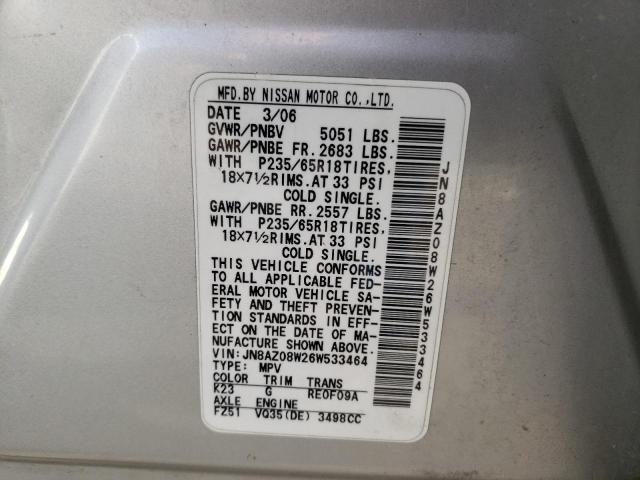 MFD.BY NISSAN MOTOR CO.,LTD.
DATE 3/06
GVWR/PNBV 5051 LBS.
GAWR/PNBE FR.2683 LBS.
WITH P235/65R18TIRES,
18X7½RIMS.AT 33 PSI
COLD SINGLE.
GAWR/PNBE RR.2557 LBS.
WITH P235/65R18TIRES,
18X7½RIMS.AT 33 PSI
COLD SINGLE.
THIS VEHICLE CONFORMS
TO ALL APPLICABLE FED-
ERAL MOTOR VEHICLE SA-
FETY AND THEFT PREVEN-
TION STANDARDS IN EFF-
ECT ON THE DATE OF MA-
NUFACTURE SHOWN ABOVE.
VIN:JN8AZ08W26W533464
TYPE: MPV
COLOR TRIM TRANS
K23 G RE0F09A
AXLE ENGINE
FZ51 VQ35(DE) 3498CC
JN8AZ08W26W533464